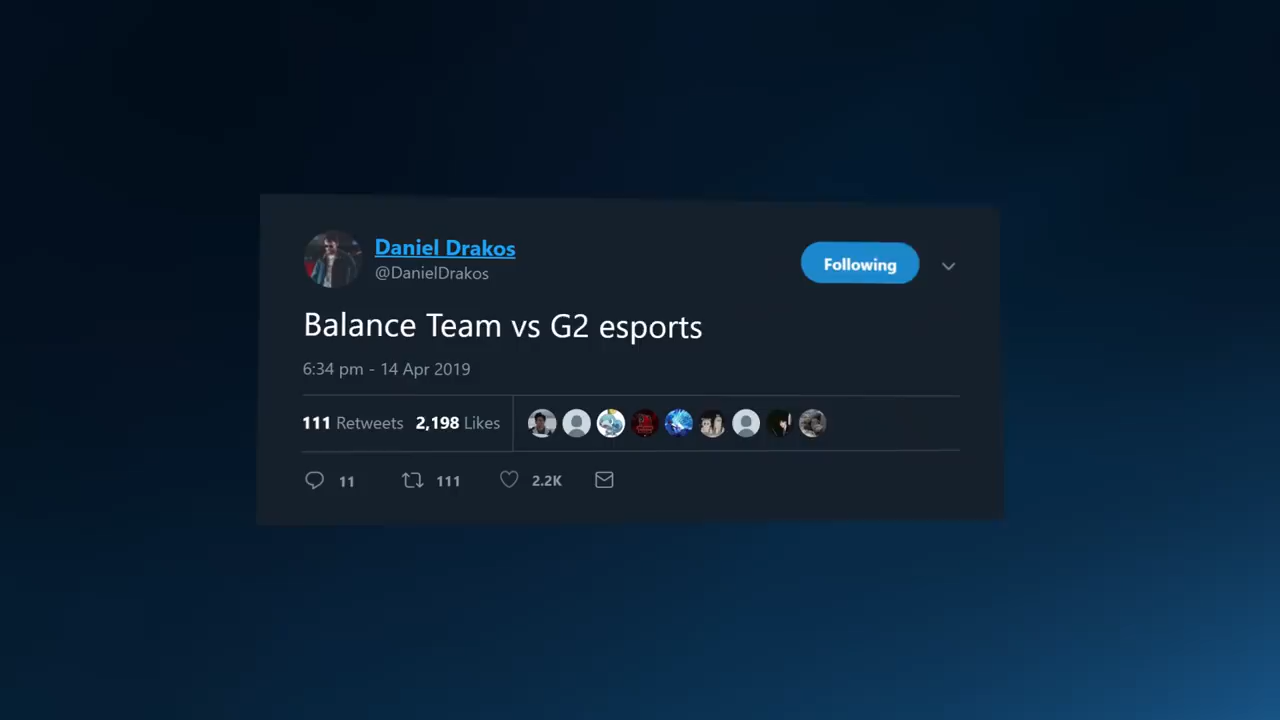 Daniel Drakos
@DanielDrakos
Following
Balance Team vs G2 esports
6:34 pm - 14 Apr 2019
111 Retweets 2,198 Likes
11 111 2.2K